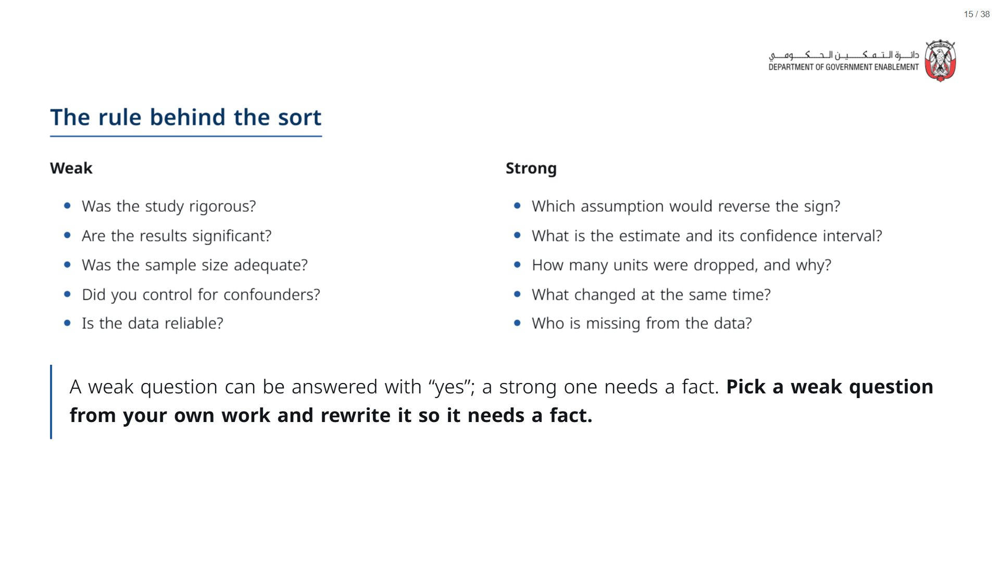 15 / 38
دائرة التمكين الحكومي
DEPARTMENT OF GOVERNMENT ENABLEMENT
The rule behind the sort
Weak
Was the study rigorous?
Are the results significant?
Was the sample size adequate?
Did you control for confounders?
Is the data reliable?
Strong
Which assumption would reverse the sign?
What is the estimate and its confidence interval?
How many units were dropped, and why?
What changed at the same time?
Who is missing from the data?
A weak question can be answered with “yes”; a strong one needs a fact. Pick a weak question
from your own work and rewrite it so it needs a fact.